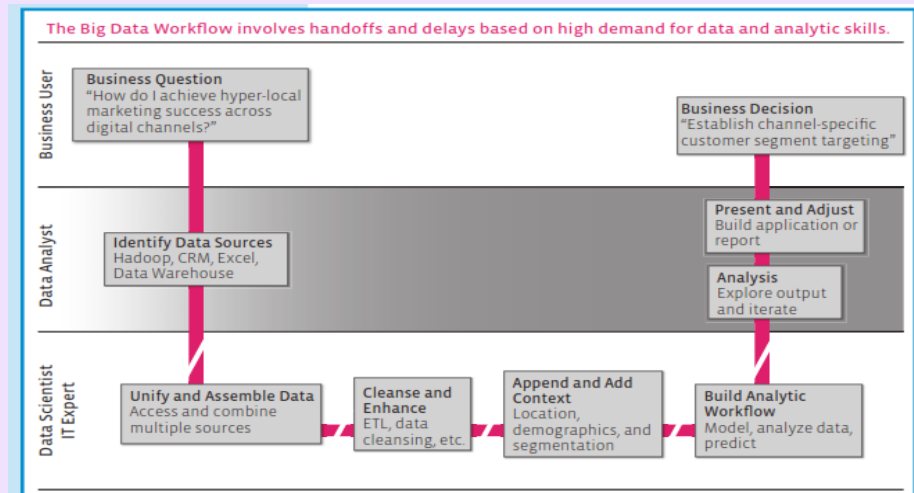 The Big Data Workflow involves handoffs and delays based on high demand for data and analytic skills.
Business User
Business Question
“How do I achieve hyper-local
marketing success across
digital channels?”
Business Decision
“Establish channel-specific
customer segment targeting”
Data Analyst
Identify Data Sources
Hadoop, CRM, Excel,
Data Warehouse
Present and Adjust
Build application or
report
Analysis
Explore output
and iterate
Data Scientist
IT Expert
Unify and Assemble Data
Access and combine
multiple sources
Cleanse and
Enhance
ETL, data
cleansing, etc.
Append and Add
Context
Location,
demographics, and
segmentation
Build Analytic
Workflow
Model, analyze data,
predict